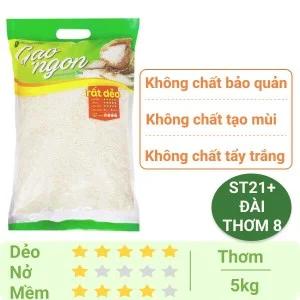 Gạo
ngon
rất dẻo
Không chất bảo quản
Không chất tạo mùi
Không chất tẩy trắng
ST21+
ĐÀI
THƠM 8
Dẻo
Nở
Mềm
Thơm
5kg